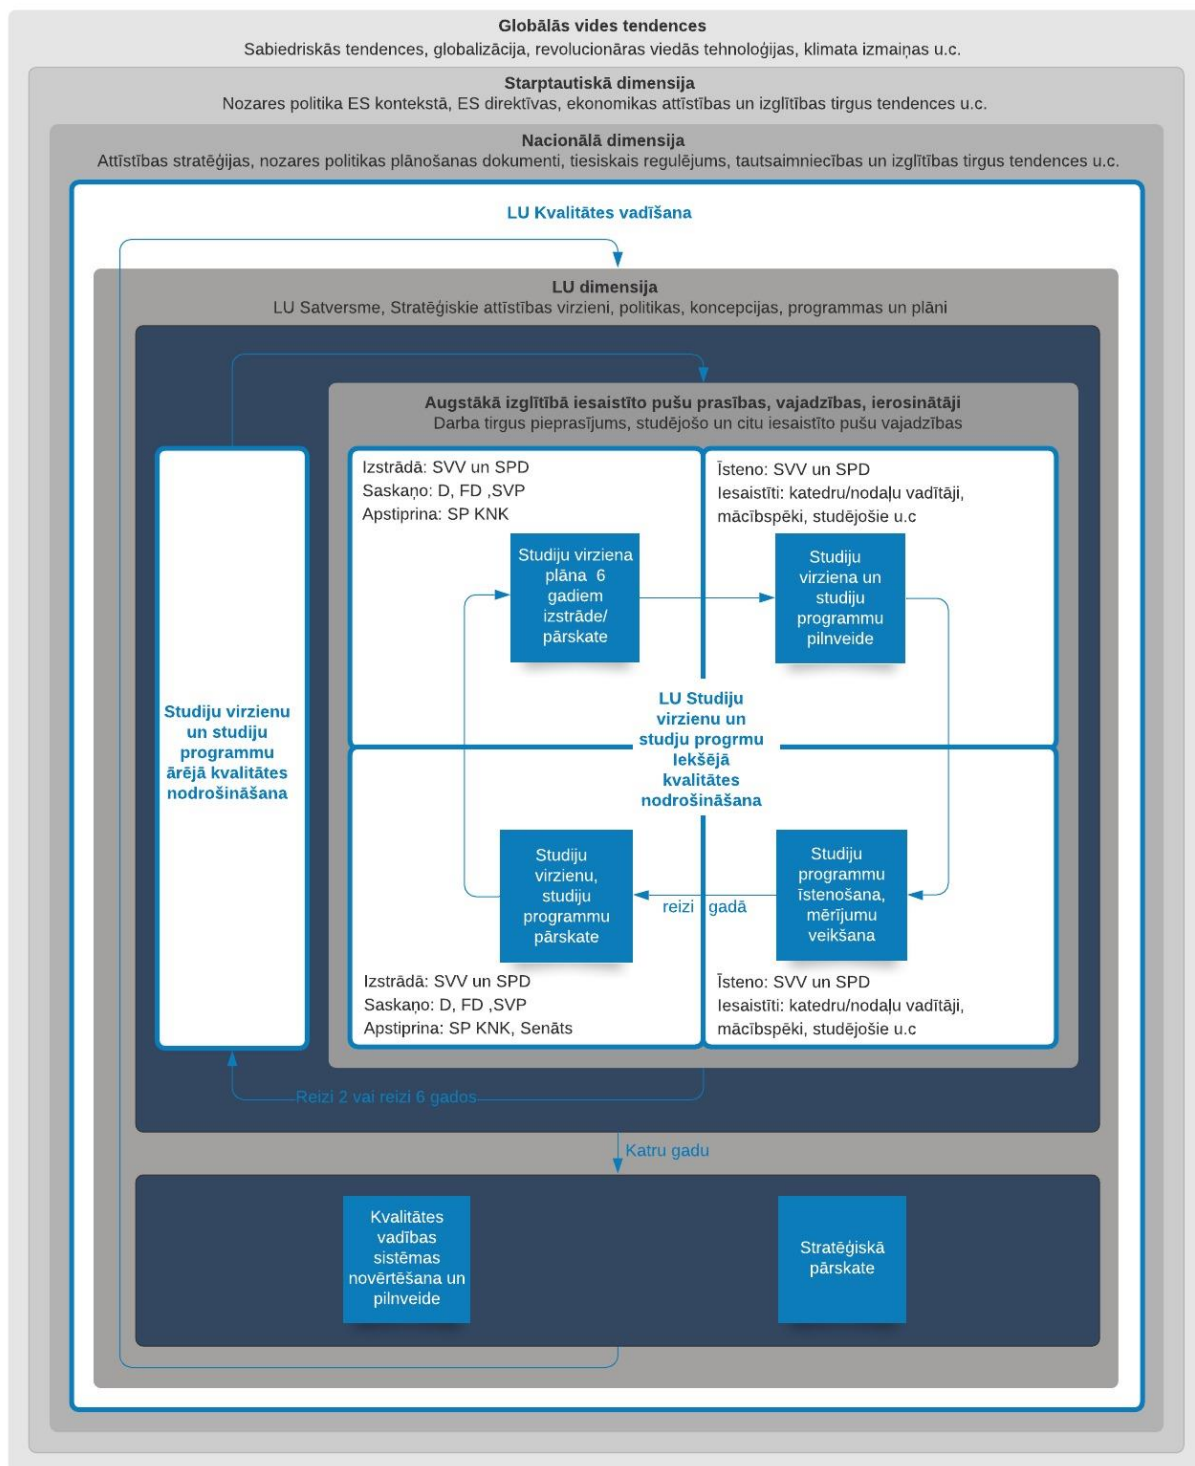 Globālās vides tendences
Sabiedriskās tendences, globalizācija, revolucionāras viedās tehnoloģijas, klimata izmaiņas u.c.
Starptautiskā dimensija
Nozares politika ES kontekstā, ES direktīvas, ekonomikas attīstības un izglītības tirgus tendences u.c.
Nacionālā dimensija
Attīstības stratēģijas, nozares politikas plānošanas dokumenti, tiesiskais regulējums, tautsaimniecības un izglītības tirgus tendences u.c.
LU Kvalitātes vadīšana
LU dimensija
LU Satversme, Stratēģiskie attīstības virzieni, politikas, koncepcijas, programmas un plāni
Augstākā izglītībā iesaistīto pušu prasības, vajadzības, ierosinātāji
Darba tirgus pieprasījums, studējošo un citu iesaistīto pušu vajadzības
Izstrādā: SVV un SPD
Saskaņo: D, FD ,SVP
Apstiprina: SP KNK
Īsteno: SVV un SPD
Iesaistīti: katedru/nodaļu vadītāji,
mācībspēki, studējošie u.c
Studiju virziena
plāna 6
gadiem
izstrāde/
pārskate
Studiju
virziena un
studiju
programmu
pilnveide
Studiju virzienu
un studiju
programmu
ārējā kvalitātes
nodrošināšana
LU Studiju
virzienu un
studju progrmu
Iekšējā
kvalitātes
nodrošināšana
Studiju
virzienu,
studiju
programmu
pārskate
reizi gadā
Studiju
programmu
īstenošana,
mērījumu
veikšana
Izstrādā: SVV un SPD
Saskaņo: D, FD ,SVP
Apstiprina: SP KNK, Senāts
Īsteno: SVV un SPD
Iesaistīti: katedru/nodaļu vadītāji,
mācībspēki, studējošie u.c
Reizi 2 vai reizi 6 gados
Katru gadu
Kvalitātes
vadības
sistēmas
novērtēšana un
pilnveide
Stratēģiskā
pārskate